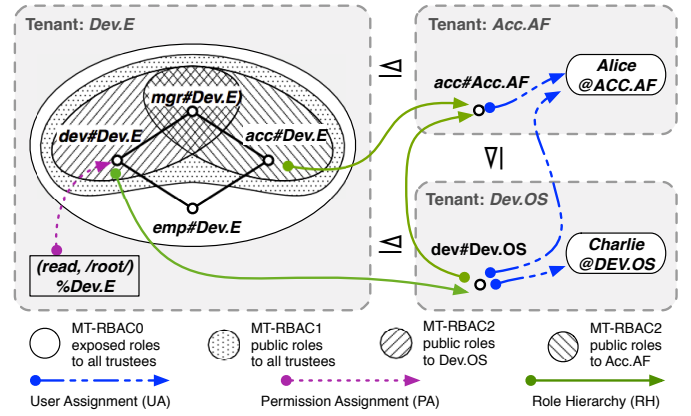 Tenant: Dev.E
Tenant: Acc.AF
Alice
@ACC.AF
acc#Acc.AF
mgr#Dev.E)
dev#Dev.E
acc#Dev.E
emp#Dev.E
Tenant: Dev.OS
dev#Dev.OS
Charlie
@DEV.OS
(read, /root/)
%Dev.E
MT-RBAC0
exposed roles
to all trustees
MT-RBAC1
public roles
to all trustees
MT-RBAC2
public roles
to Dev.OS
MT-RBAC2
public roles
to Acc.AF
User Assignment (UA)
Permission Assignment (PA)
Role Hierarchy (RH)